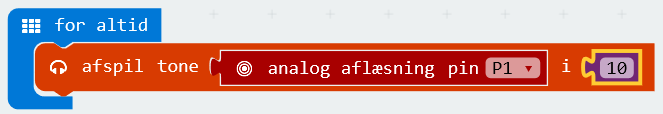 for altid
afspil tone analog aflæsning pin P1 i 10